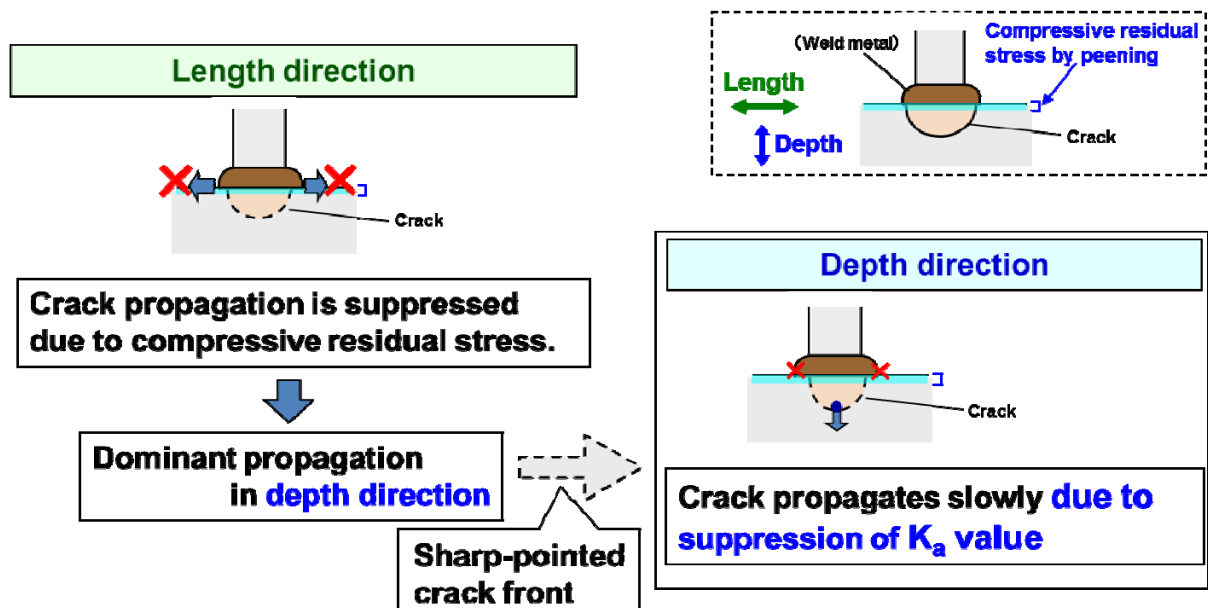 Length direction
Crack
Crack propagation is suppressed
due to compressive residual stress.
Dominant propagation
in depth direction
Sharp-pointed
crack front
(Weld metal)
Compressive residual
stress by peening
Length
Depth
Crack
Depth direction
Crack
Crack propagates slowly due to
suppression of Ka value